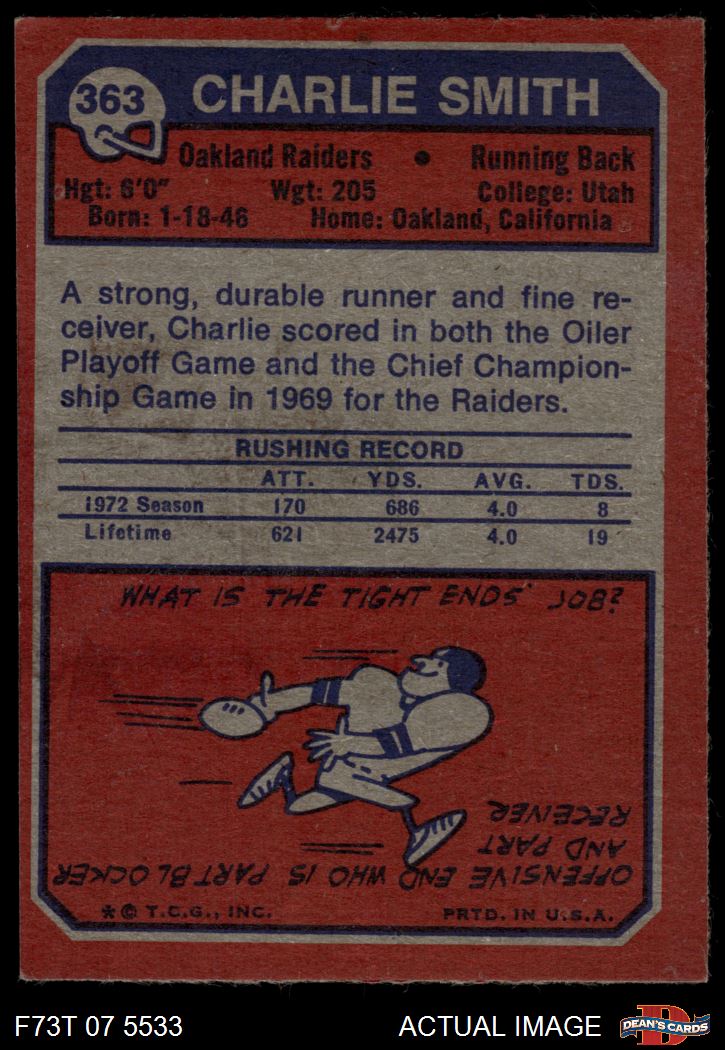 363 CHARLIE SMITH
Oakland Raiders • Running Back
Hgt: 6'0" Wgt: 205 College: Utah
Born: 1-18-46 Home: Oakland, California
A strong, durable runner and fine re-
ceiver, Charlie scored in both the Oiler
Playoff Game and the Chief Champion-
ship Game in 1969 for the Raiders.
RUSHING RECORD
ATT. YDS. AVG. TDS.
1972 Season 170 686 4.0 8
Lifetime 621 2475 4.0 19
WHAT IS THE TIGHT ENDS' JOB?
OFFENSIVE END WHO IS PART BLOCKER
AND PART
RECEIVER
* © T.C.G., INC. PRTD. IN U.S.A.
F73T 07 5533 ACTUAL IMAGE DEAN'S CARDS